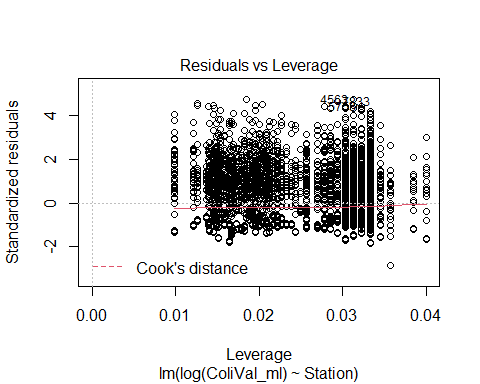 Residuals vs Leverage
Standardized residuals
4
2
0
-2
Cook's distance
0.00 0.01 0.02 0.03 0.04
Leverage
lm(log(ColiVal_ml) ~ Station)